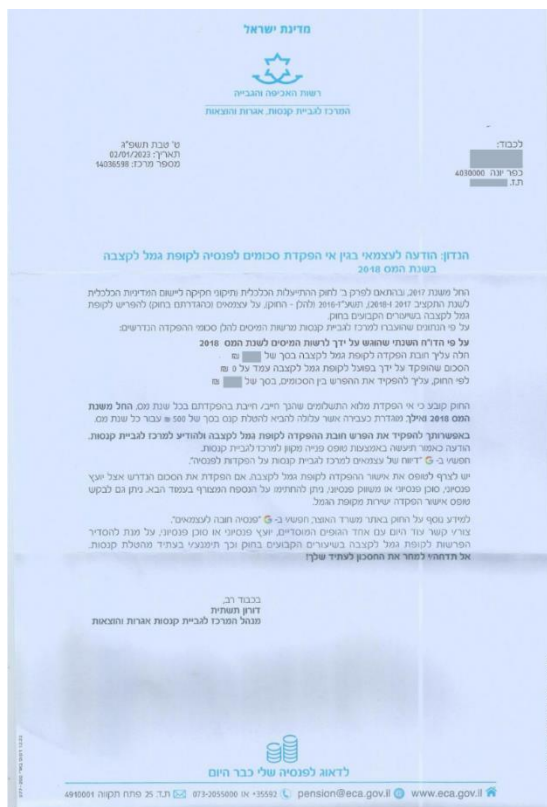 מדינת ישראל
רשות האכיפה והגבייה
המרכז לגביית קנסות, אגרות והוצאות
ט' טבת תשפ"ג
תאריך: 02/01/2023
מספר מרכז: 14036598
לכבוד:
כפר יונה 4030000
ת.ז.
הנדון: הודעה לעצמאי בגין אי הפקדת סכומים לפנסיה לקופת גמל לקצבה
בשנת המס 2018
החל משנת 2017, ובהתאם לפרק ב' לחוק ההתייעלות הכלכלית (תיקוני חקיקה ליישום המדיניות הכלכלית
לשנת התקציב 2017 ו-2018), תשע"ז-2016 (להלן - החוק), על עצמאים (כהגדרתם בחוק) להפריש לקופת
גמל לקצבה בשיעורים הקבועים בחוק.
על פי הנתונים שהועברו למרכז לגביית קנסות מרשות המיסים להלן סכומי ההפקדה הנדרשים:
על פי הדו"ח השנתי שהוגש על ידך לרשות המיסים לשנת המס 2018
חלה עליך חובת הפקדה לקופת גמל לקצבה בסך של ₪
הסכום שהופקד על ידך בפועל לקופת גמל לקצבה עמד על 0 ₪
לפי החוק, עליך להפקיד את ההפרש בין הסכומים, בסך של ₪
החוק קובע כי אי הפקדת מלוא התשלומים שהנך חייב/ חייבת בהפקדתם בכל שנת מס, החל משנת
המס 2018 ואילך, מוגדרת כעבירה אשר עלולה להביא להטלת קנס בסך של 500 ₪ עבור כל שנת מס.
באפשרותך להפקיד את הפרש חובת ההפקדה לקופת גמל לקצבה ולהודיע למרכז לגביית קנסות.
הודעה כאמור תיעשה באמצעות טופס פנייה מקוון למרכז לגביית קנסות.
חפשו ב- G "דיווח של עצמאים למרכז לגביית קנסות על הפקדות לפנסיה".
יש לצרף לטופס את אישור ההפקדה לקופת גמל לקצבה. אם הפקדת את הסכום הנדרש אצל יועץ
פנסיוני, סוכן פנסיוני או משווק פנסיוני, ניתן להחתימו על הנספח המצורף בעמוד הבא. ניתן גם לבקש
טופס אישור הפקדה ישירות מקופת הגמל.
למידע נוסף על החוק באתר משרד האוצר, חפשו ב- G "פנסיה חובה לעצמאים".
צור/י קשר עוד היום עם אחד הגופים המוסדיים, יועץ פנסיוני או סוכן פנסיוני, על מנת להסדיר
הפרשות לקופת גמל לקצבה בשיעורים הקבועים בחוק וכך תימנע/י בעתיד מהטלת קנסות.
אל תדחה/י למחר את החסכון לעתיד שלך!
בכבוד רב,
דורון תשתית
מנהל המרכז לגביית קנסות אגרות והוצאות
לדאוג לפנסיה שלי כבר היום
www.eca.gov.il pension@eca.gov.il 35592* או 073-2055000 ת.ד. 25 פתח תקווה 4910001